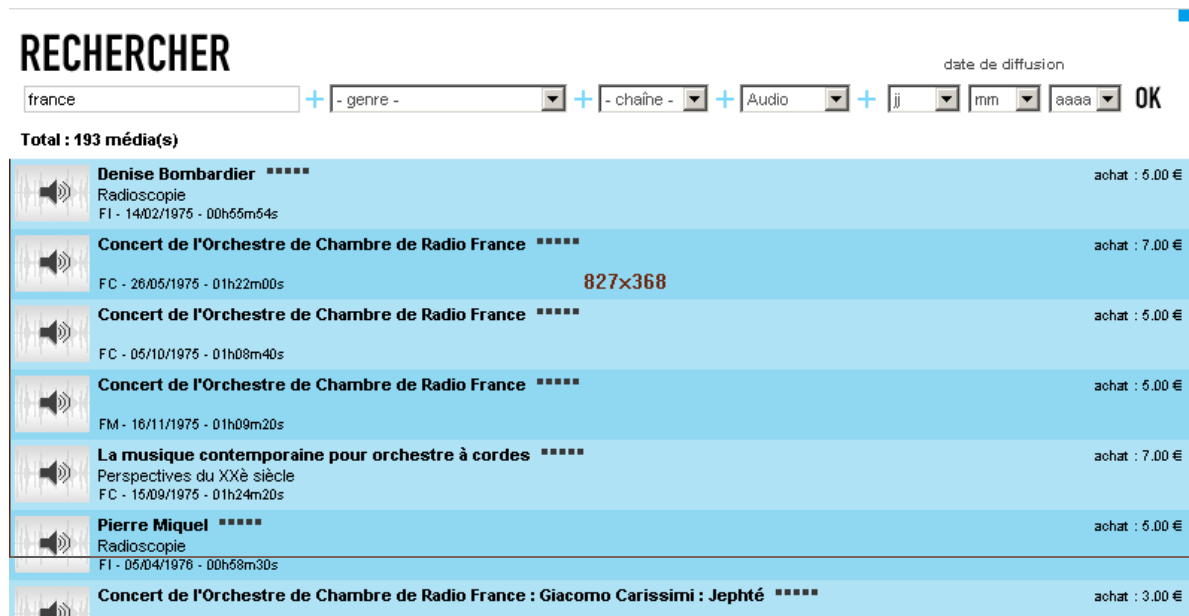 RECHERCHER
date de diffusion
france + - genre - + - chaîne - + Audio + jj mm aaaa OK
Total : 193 média(s)
Denise Bombardier achat : 5.00 €
Radioscopie
FI - 14/02/1975 - 00h55m54s
Concert de l'Orchestre de Chambre de Radio France achat : 7.00 €
FC - 26/05/1975 - 01h22m00s 827×368
Concert de l'Orchestre de Chambre de Radio France achat : 5.00 €
FC - 05/10/1975 - 01h08m40s
Concert de l'Orchestre de Chambre de Radio France achat : 5.00 €
FM - 16/11/1975 - 01h09m20s
La musique contemporaine pour orchestre à cordes achat : 7.00 €
Perspectives du XXè siècle
FC - 15/09/1975 - 01h24m20s
Pierre Miquel achat : 5.00 €
Radioscopie
FI - 05/04/1976 - 00h58m30s
Concert de l'Orchestre de Chambre de Radio France : Giacomo Carissimi : Jephté achat : 3.00 €